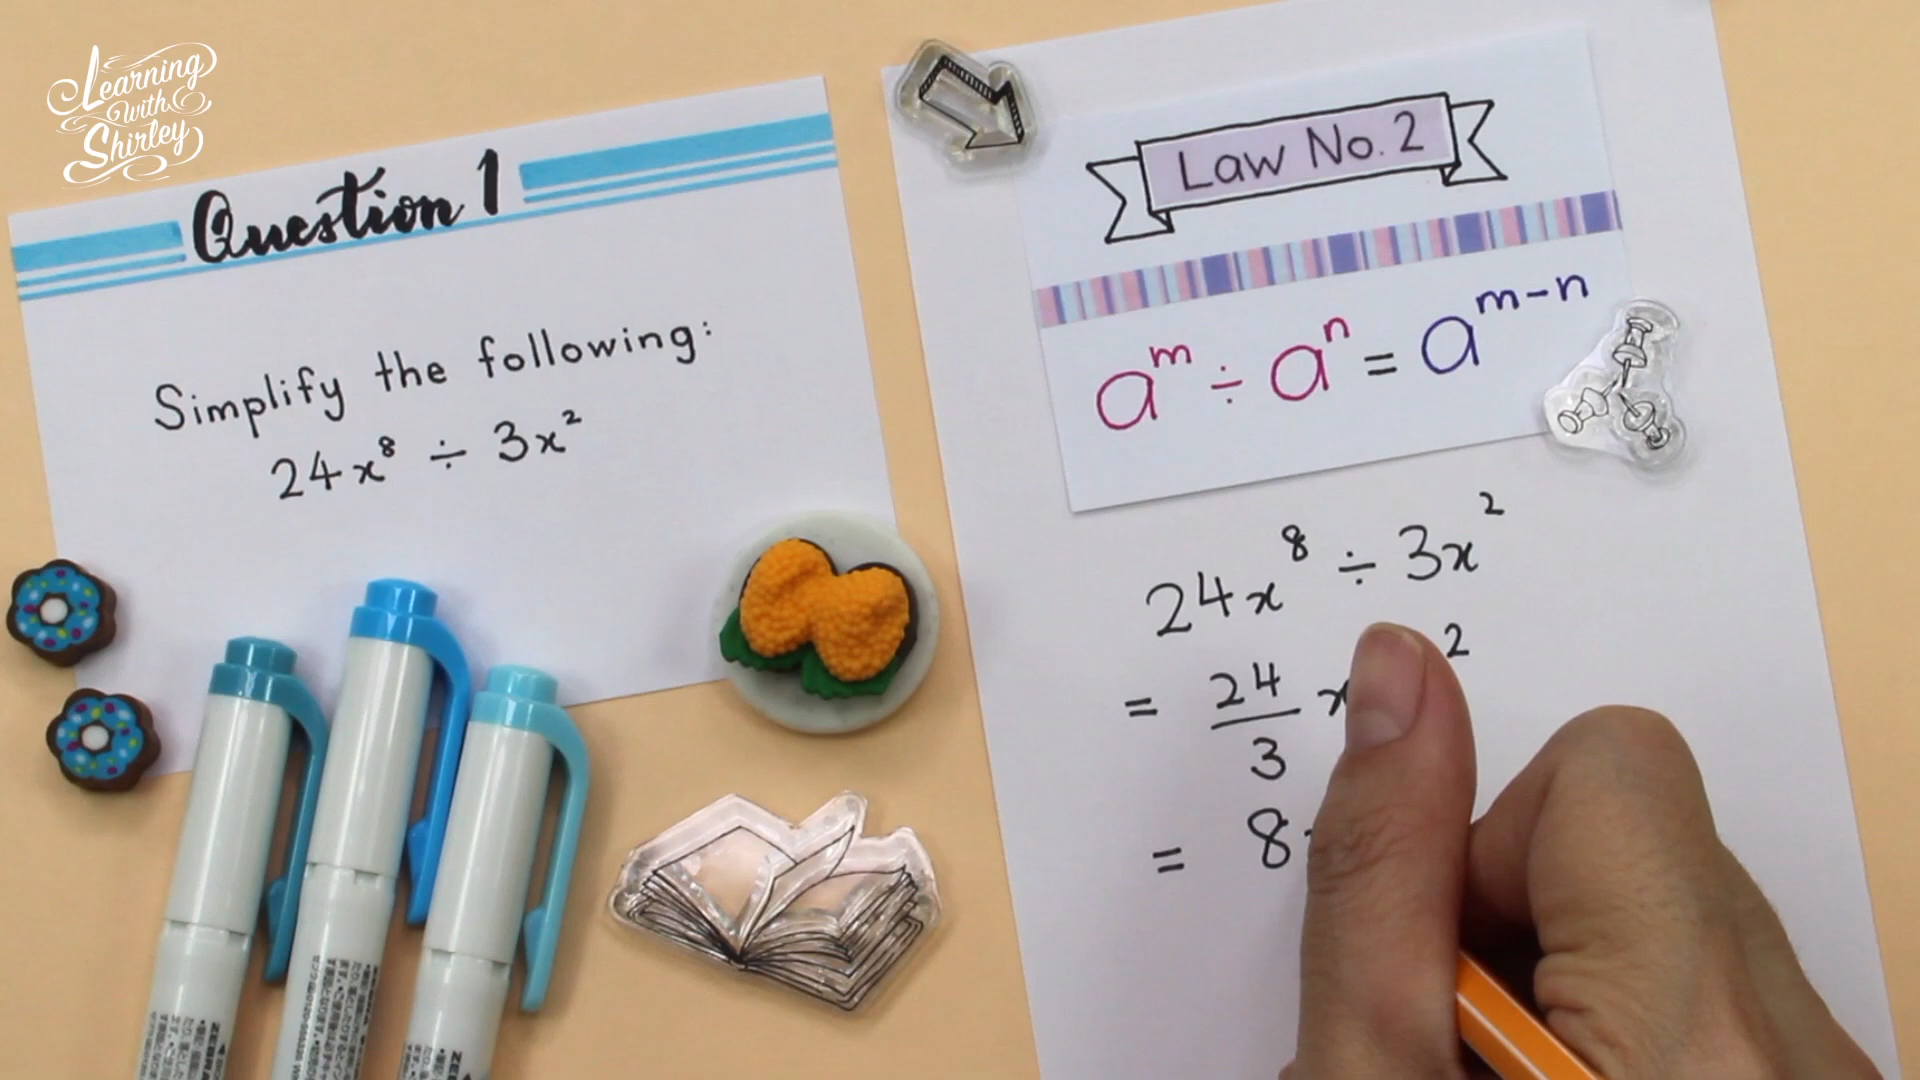 Learning
With
Shirley
Question 1
Simplify the following:
24x⁸ ÷ 3x²
Law No. 2
aᵐ ÷ aⁿ = aᵐ⁻ⁿ
24x⁸ ÷ 3x²
= 24/3 x ²
= 8